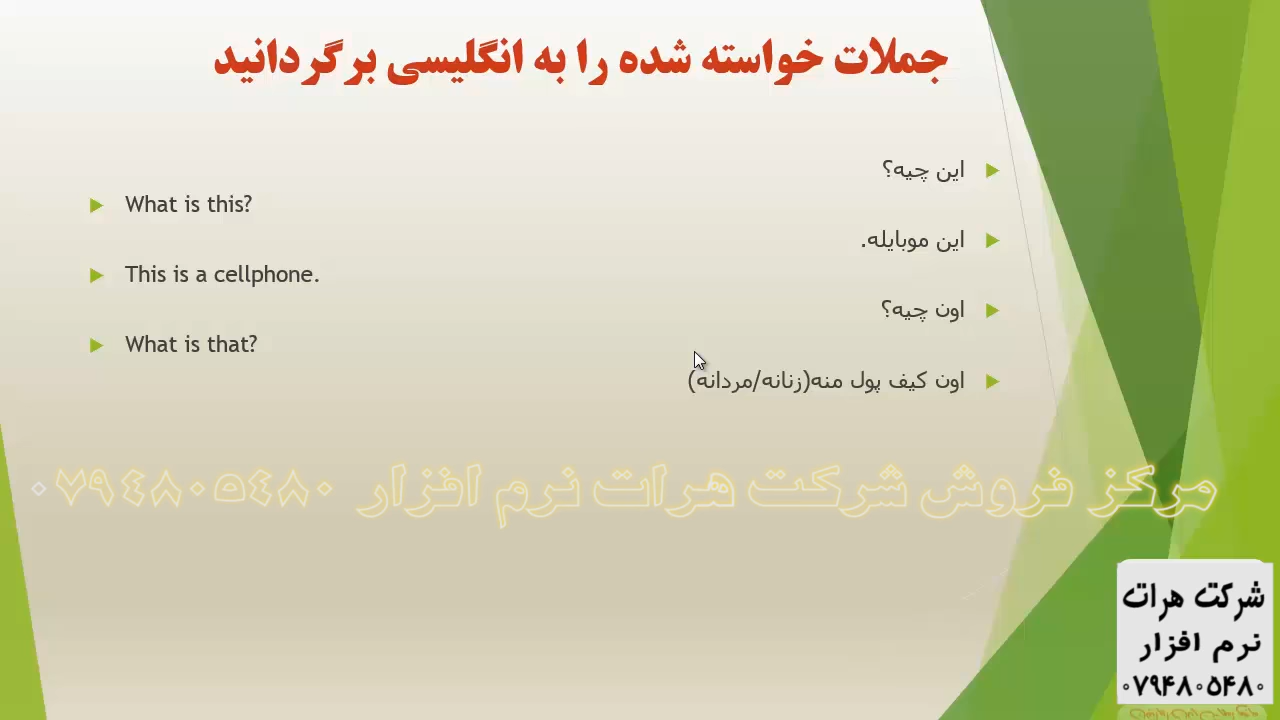 جملات خواسته شده را به انگلیسی برگردانید
این چیه؟
What is this?
این موبایله.
This is a cellphone.
اون چیه؟
What is that?
اون کیف پول منه(زنانه/مردانه)
مرکز فروش شرکت هرات نرم افزار ۰۷۹۴۸۰۵۴۸۰
شرکت هرات
نرم افزار
۰۷۹۴۸۰۵۴۸۰